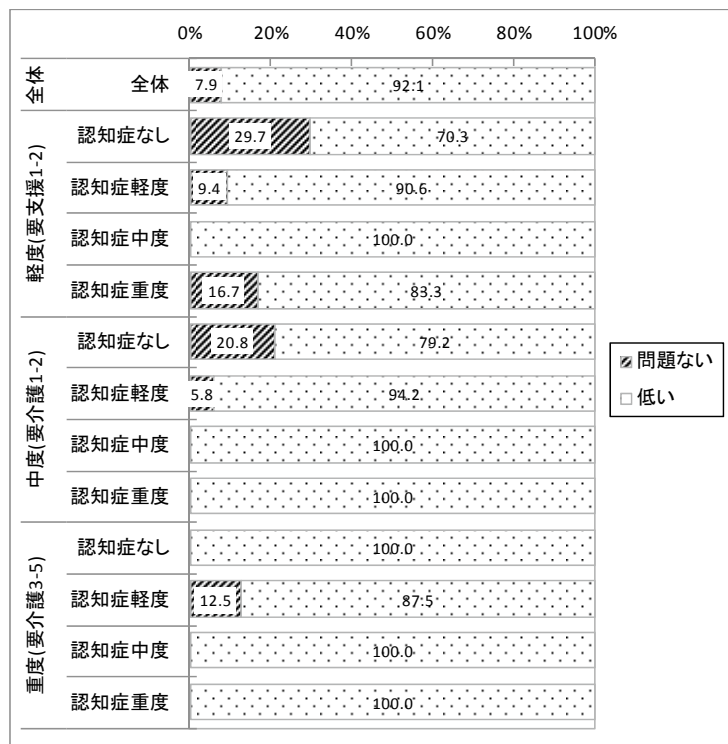 0% 20% 40% 60% 80% 100%
全体
全体 7.9 92.1
軽度(要支援1-2)
認知症なし 29.7 70.3
認知症軽度 9.4 90.6
認知症中度 100.0
認知症重度 16.7 83.3
中度(要介護1-2)
認知症なし 20.8 79.2
認知症軽度 5.8 94.2
認知症中度 100.0
認知症重度 100.0
重度(要介護3-5)
認知症なし 100.0
認知症軽度 12.5 87.5
認知症中度 100.0
認知症重度 100.0
問題ない
低い